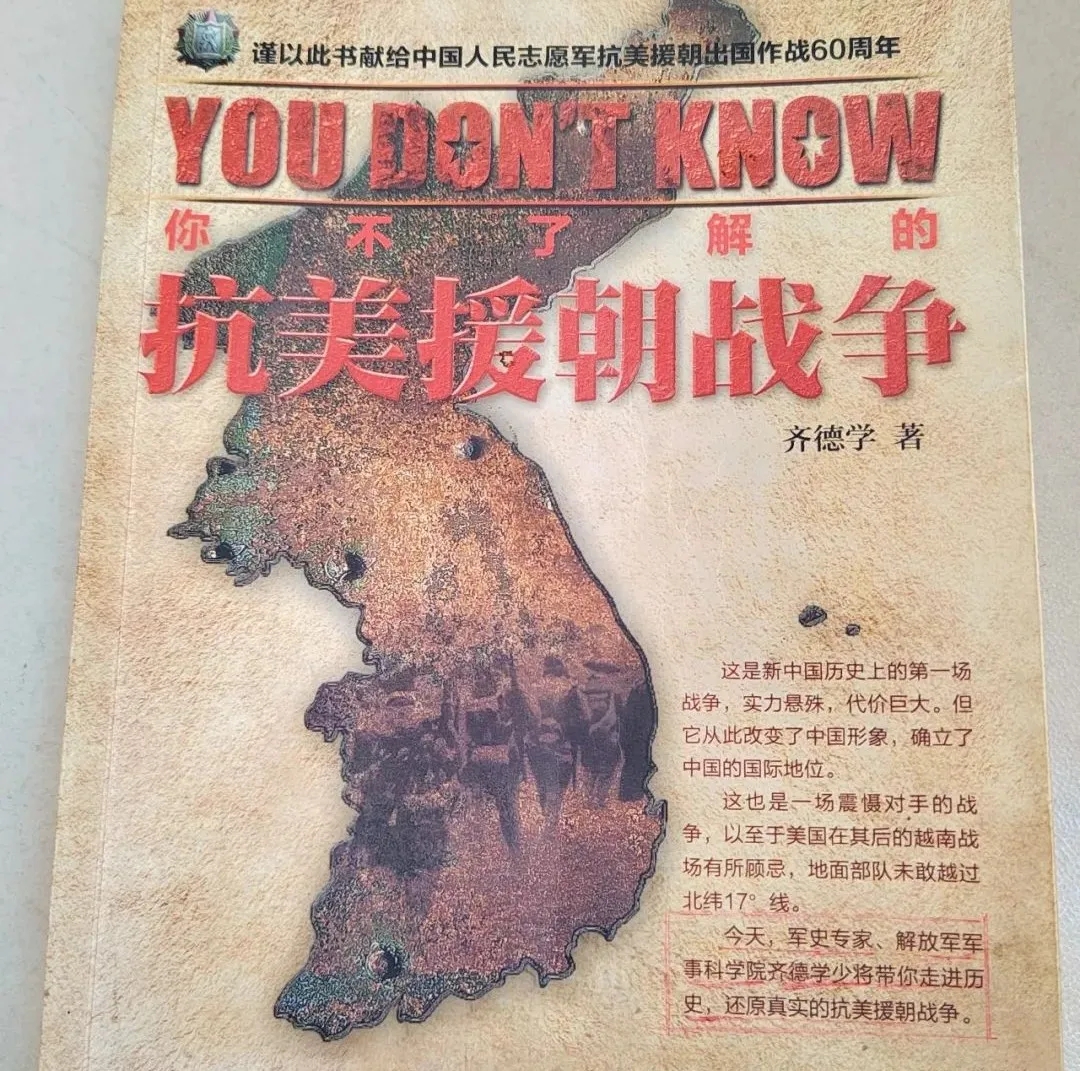 谨以此书献给中国人民志愿军抗美援朝出国作战60周年
YOU DON'T KNOW
你不了解的
抗美援朝战争
齐德学 著
这是新中国历史上的第一场
战争，实力悬殊，代价巨大。但
它从此改变了中国形象，确立了
中国的国际地位。
这也是一场震慑对手的战
争，以至于美国在其后的越南战
场有所顾忌，地面部队未敢越过
北纬17°线。
今天，军史专家、解放军军
事科学院齐德学少将带你走进历
史，还原真实的抗美援朝战争。